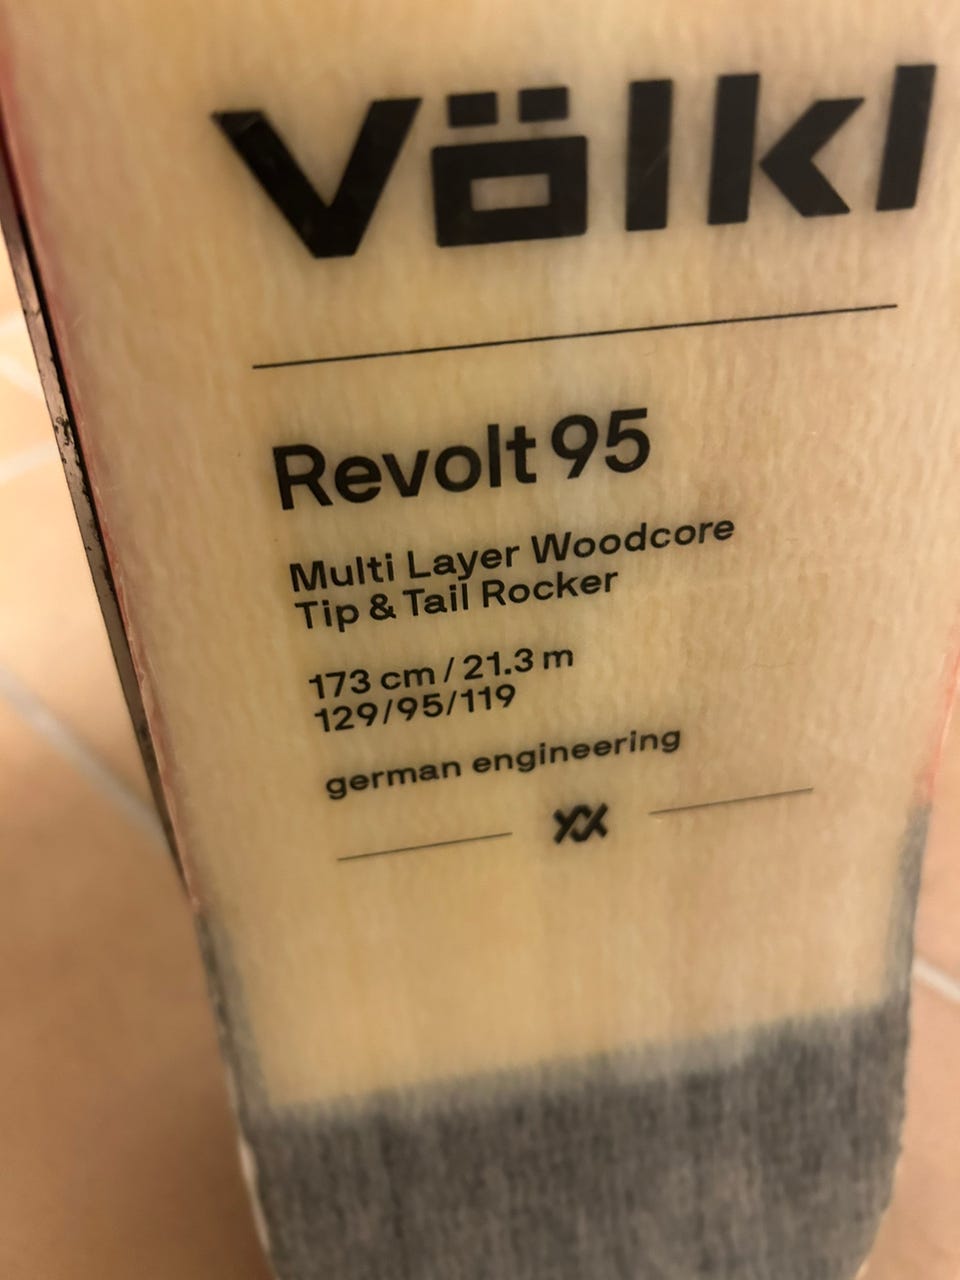 völkl
Revolt 95
Multi Layer Woodcore
Tip & Tail Rocker
173 cm / 21.3 m
129/95/119
german engineering